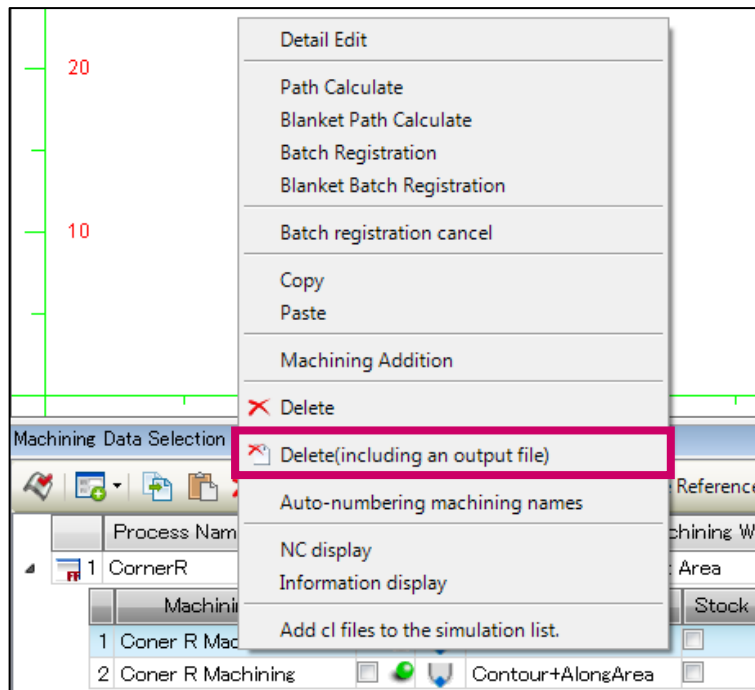 20
10
Detail Edit
Path Calculate
Blanket Path Calculate
Batch Registration
Blanket Batch Registration
Batch registration cancel
Copy
Paste
Machining Addition
Delete
Delete(including an output file)
Auto-numbering machining names
NC display
Information display
Add cl files to the simulation list.
Machining Data Selection
Reference
Process Nam chining W
1 CornerR Area
Machini Stock
1 Coner R Mac
2 Coner R Machining Contour+AlongArea